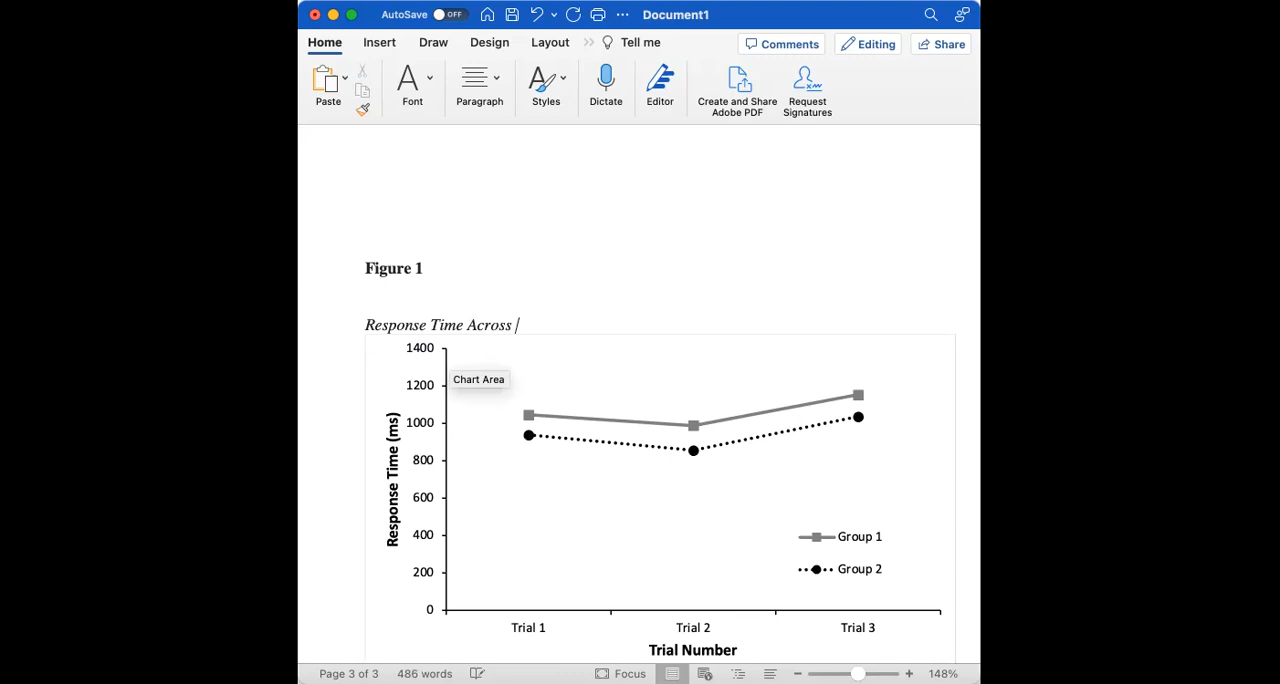 AutoSave OFF ... Document1
Home Insert Draw Design Layout >> Tell me Comments Editing Share
Paste Font Paragraph Styles Dictate Editor Create and Share Adobe PDF Request Signatures
Figure 1
Response Time Across
1400
Chart Area
1200
1000
800
600
400
200
0
Response Time (ms)
Group 1
Group 2
Trial 1 Trial 2 Trial 3
Trial Number
Page 3 of 3 486 words Focus 148%